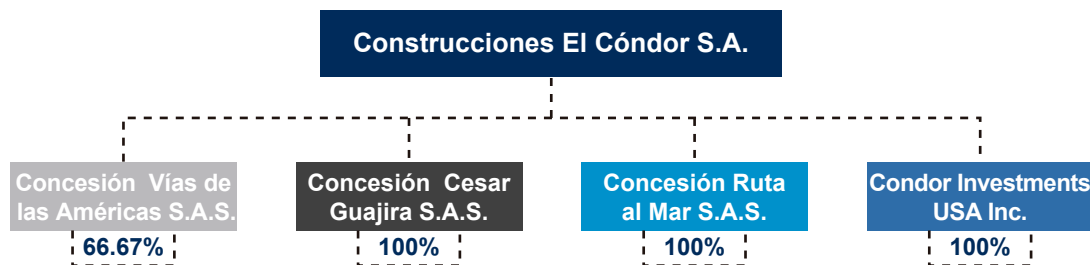 Construcciones El Cóndor S.A.
Concesión Vías de
las Américas S.A.S.
66.67%
Concesión Cesar
Guajira S.A.S.
100%
Concesión Ruta
al Mar S.A.S.
100%
Condor Investments
USA Inc.
100%